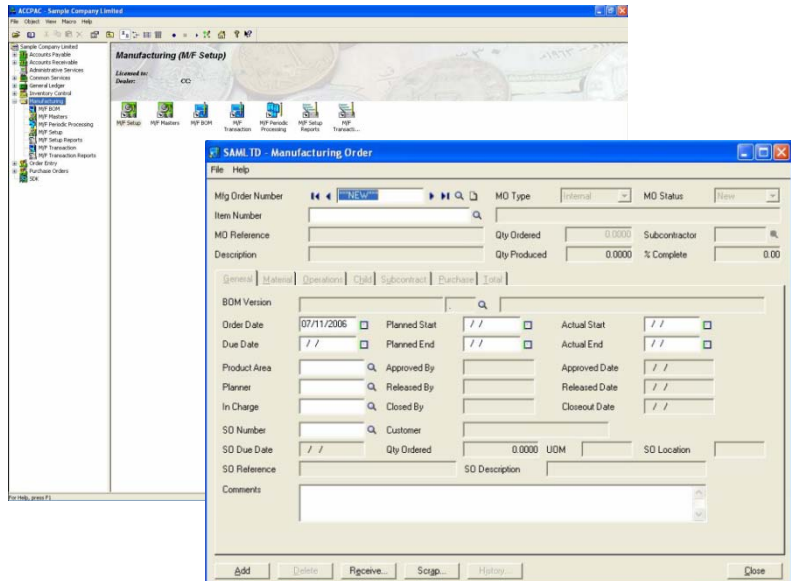 ACCPAC - Sample Company Limited
File Object View Macro Help
Sample Company Limited
Accounts Payable
Accounts Receivable
Administrative Services
Common Services
General Ledger
Inventory Control
Manufacturing
M/F BOM
M/F Masters
M/F Periodic Processing
M/F Setup
M/F Setup Reports
M/F Transaction
M/F Transaction Reports
Order Entry
Purchase Orders
SDK
Manufacturing (M/F Setup)
Licensed to:
Dealer: CC
M/F Setup M/F Masters M/F BOM M/F Transaction M/F Periodic Processing M/F Setup Reports M/F Transacti...
For Help, press F1
SAMLTD - Manufacturing Order
File Help
Mfg Order Number ***NEW*** MO Type Internal MO Status New
Item Number
MO Reference Qty Ordered 0.0000 Subcontractor
Description Qty Produced 0.0000 % Complete 0.00
General Material Operations Child Subcontract Purchase Total
BOM Version .
Order Date 07/11/2006 Planned Start / / Actual Start / /
Due Date / / Planned End / / Actual End / /
Product Area Approved By Approved Date / /
Planner Released By Released Date / /
In Charge Closed By Closeout Date / /
SO Number Customer
SO Due Date / / Qty Ordered 0.0000 UOM SO Location
SO Reference SO Description
Comments
Add Delete Receive... Scrap... History... Close